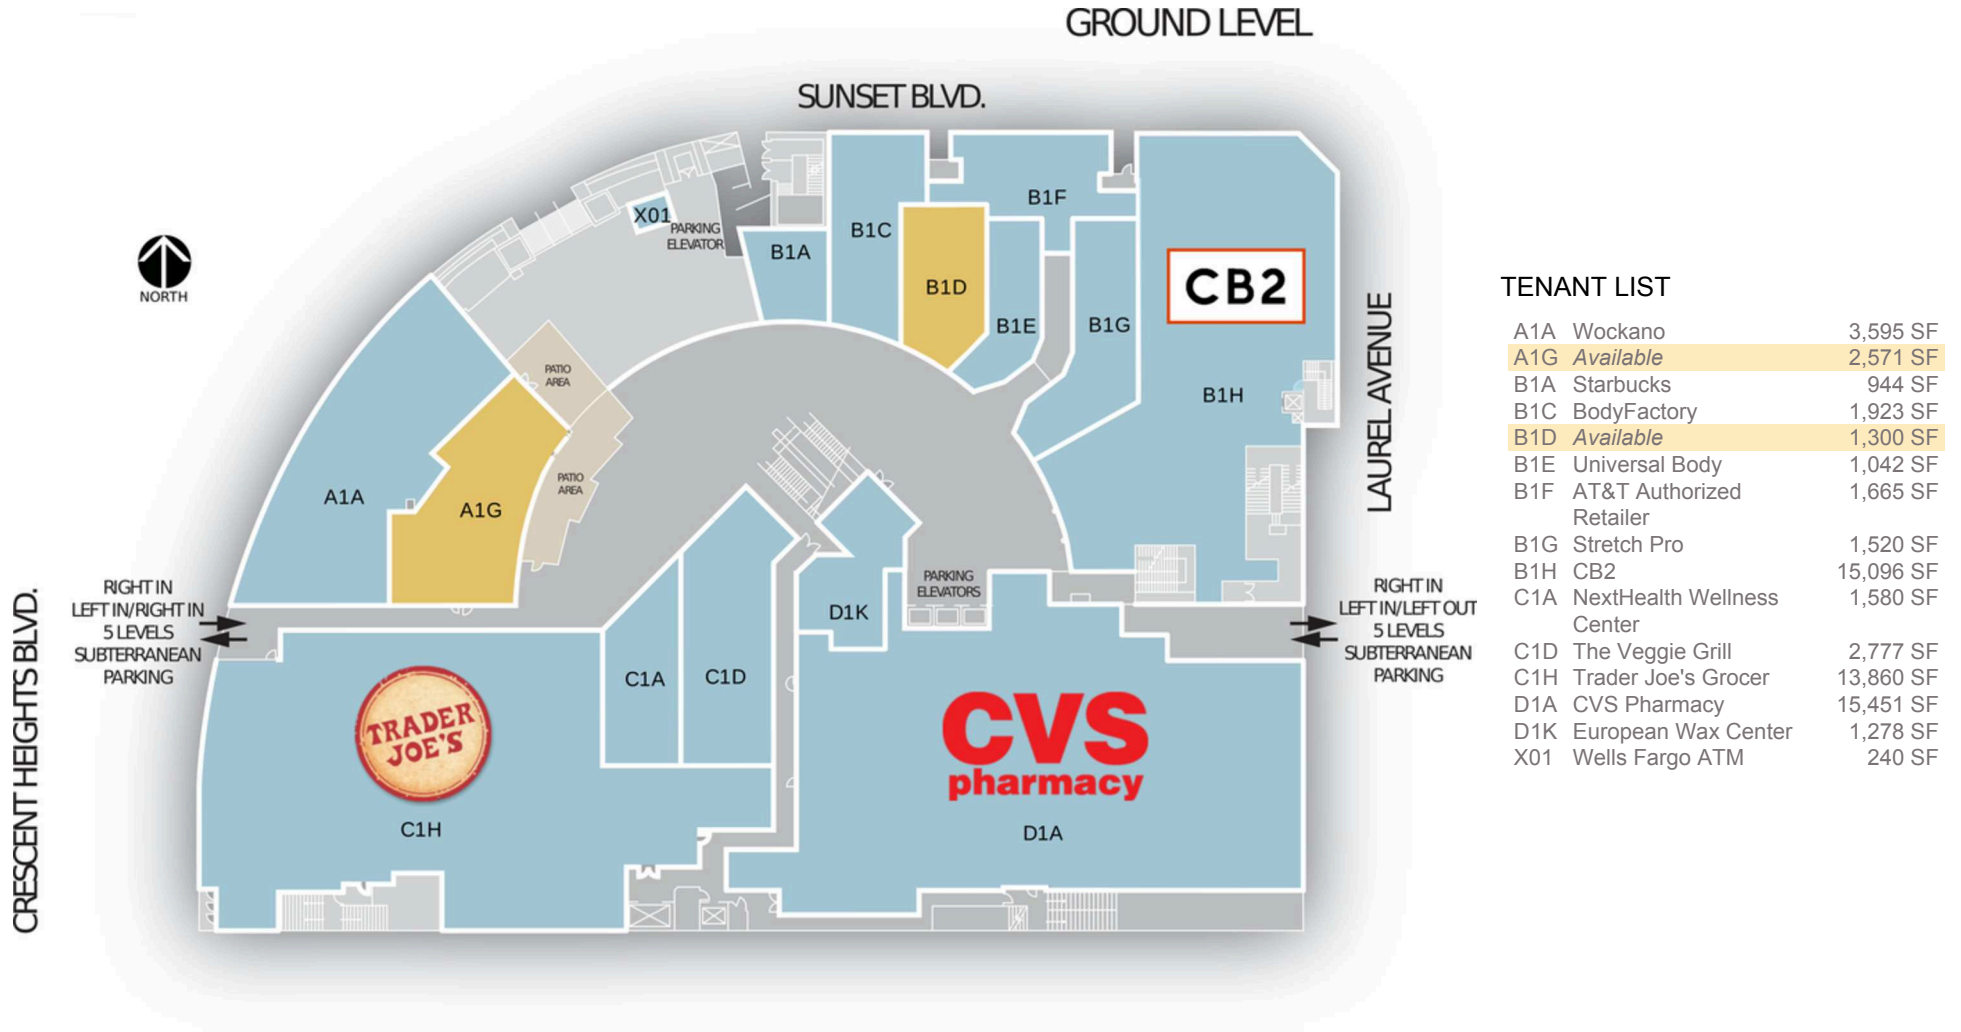 GROUND LEVEL
SUNSET BLVD.
NORTH
X01
PARKING
ELEVATOR
B1A
B1C
B1D
B1E
B1F
B1G
CB2
B1H
LAUREL AVENUE
PATIO
AREA
PATIO
AREA
A1A
A1G
CRESCENT HEIGHTS BLVD.
RIGHT IN
LEFT IN/RIGHT IN
5 LEVELS
SUBTERRANEAN
PARKING
TRADER
JOE'S
C1H
C1A
C1D
D1K
PARKING
ELEVATORS
CVS
pharmacy
D1A
RIGHT IN
LEFT IN/LEFT OUT
5 LEVELS
SUBTERRANEAN
PARKING
TENANT LIST
A1A Wockano 3,595 SF
A1G Available 2,571 SF
B1A Starbucks 944 SF
B1C BodyFactory 1,923 SF
B1D Available 1,300 SF
B1E Universal Body 1,042 SF
B1F AT&T Authorized 1,665 SF
Retailer
B1G Stretch Pro 1,520 SF
B1H CB2 15,096 SF
C1A NextHealth Wellness 1,580 SF
Center
C1D The Veggie Grill 2,777 SF
C1H Trader Joe's Grocer 13,860 SF
D1A CVS Pharmacy 15,451 SF
D1K European Wax Center 1,278 SF
X01 Wells Fargo ATM 240 SF